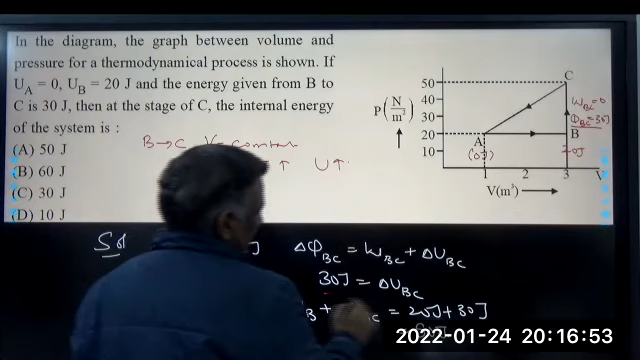 In the diagram, the graph between volume and
pressure for a thermodynamical process is shown. If
U_A = 0, U_B = 20 J and the energy given from B to
C is 30 J, then at the stage of C, the internal energy
of the system is :
(A) 50 J
(B) 60 J
(C) 30 J
(D) 10 J
B → C V = constant
↑ U↑
P(N/m²)
50
40
30
20
10
A
(0J)
B
20J
C
W_BC = 0
Φ_BC = 30J
1 2 3 V
V(m³)
Sol
J ΔΦ_BC = W_BC + ΔU_BC
30J = ΔU_BC
B + C = 20J + 30J
2022-01-24 20:16:53